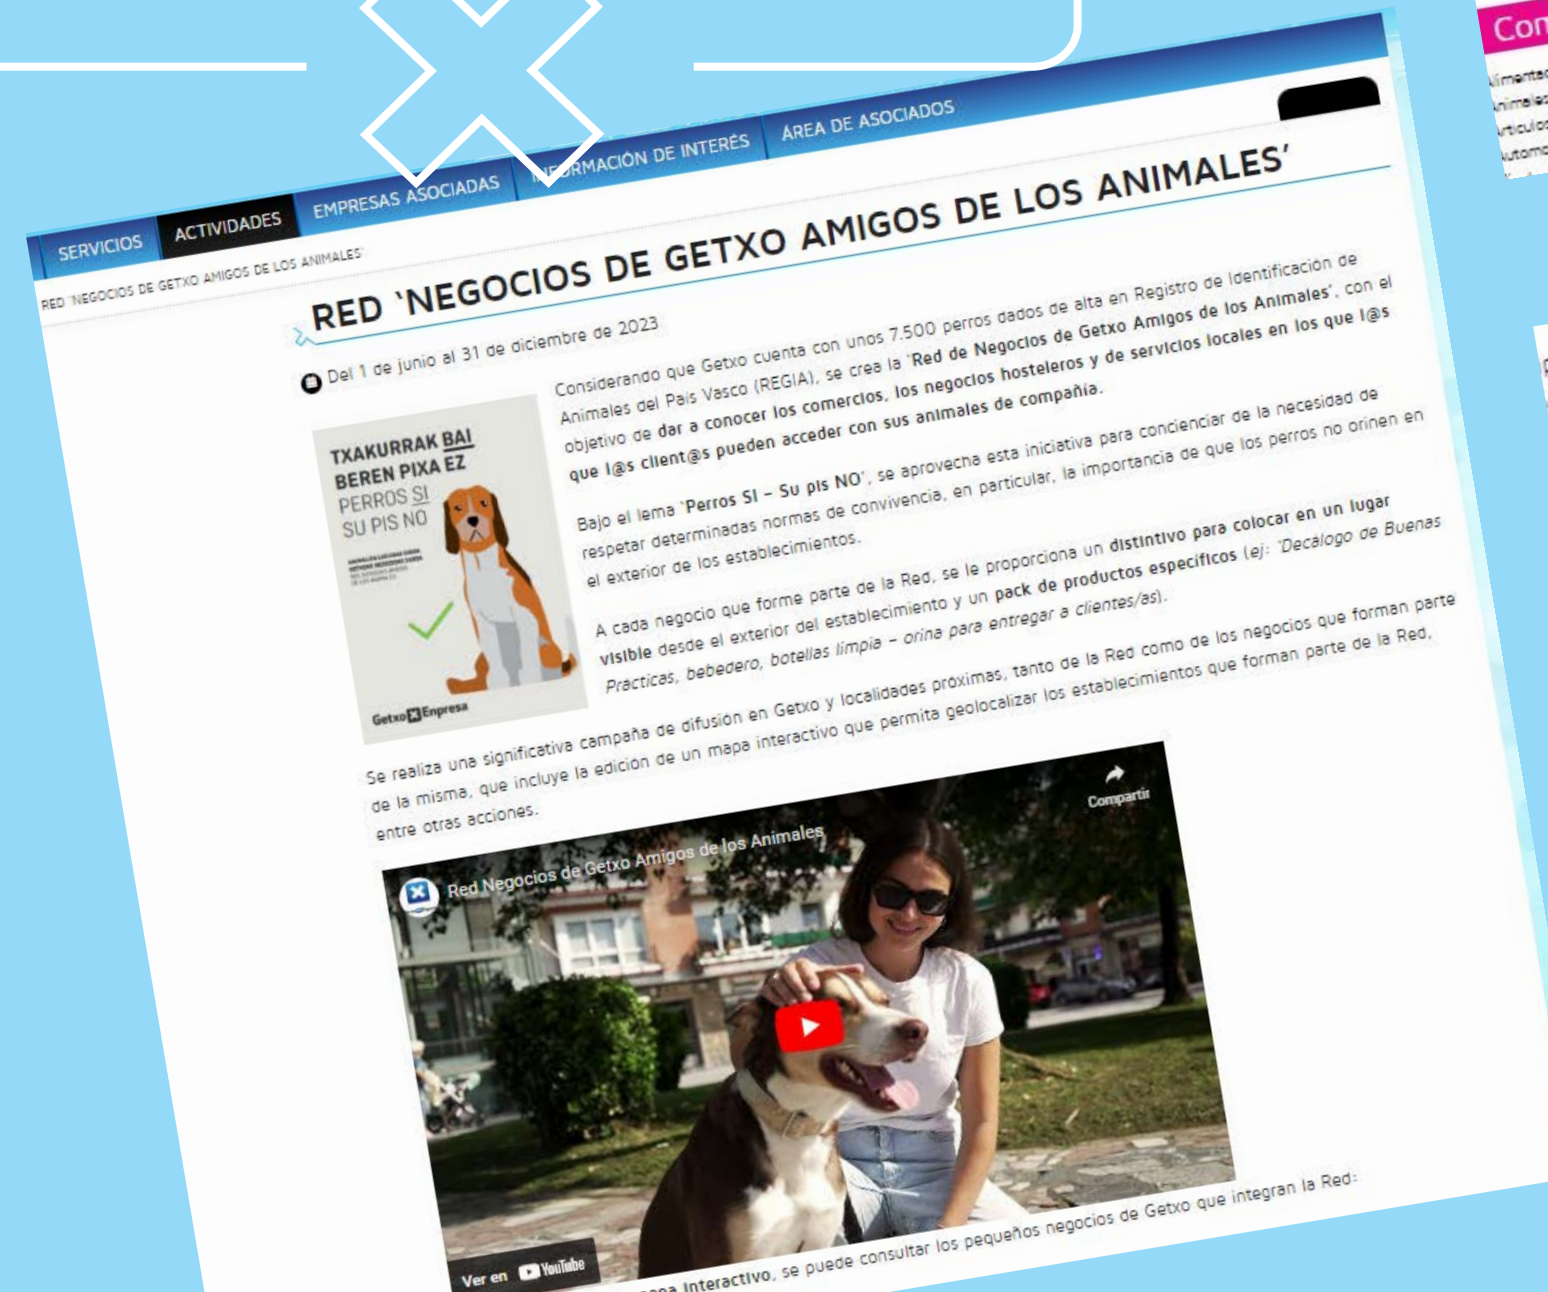 SERVICIOS
ACTIVIDADES
EMPRESAS ASOCIADAS
INFORMACIÓN DE INTERÉS
ÁREA DE ASOCIADOS
RED 'NEGOCIOS DE GETXO AMIGOS DE LOS ANIMALES'
RED 'NEGOCIOS DE GETXO AMIGOS DE LOS ANIMALES'
Del 1 de junio al 31 de diciembre de 2023
TXAKURRAK BAI
BEREN PIXA EZ
PERROS SI
SU PIS NO
Getxo Enpresa
Considerando que Getxo cuenta con unos 7.500 perros dados de alta en Registro de Identificación de
Animales del País Vasco (REGIA), se crea la 'Red de Negocios de Getxo Amigos de los Animales', con el
objetivo de dar a conocer los comercios, los negocios hosteleros y de servicios locales en los que l@s
que l@s client@s pueden acceder con sus animales de compañía.
Bajo el lema 'Perros SI – Su pis NO', se aprovecha esta iniciativa para concienciar de la necesidad de
respetar determinadas normas de convivencia, en particular, la importancia de que los perros no orinen en
el exterior de los establecimientos.
A cada negocio que forme parte de la Red, se le proporciona un distintivo para colocar en un lugar
visible desde el exterior del establecimiento y un pack de productos específicos (ej: 'Decálogo de Buenas
Prácticas, bebedero, botellas limpia – orina para entregar a clientes/as).
Se realiza una significativa campaña de difusión en Getxo y localidades próximas, tanto de la Red como de los negocios que forman parte
de la misma, que incluye la edición de un mapa interactivo que permita geolocalizar los establecimientos que forman parte de la Red,
entre otras acciones.
Red Negocios de Getxo Amigos de los Animales
Compartir
Ver en YouTube
interactivo, se puede consultar los pequeños negocios de Getxo que integran la Red: